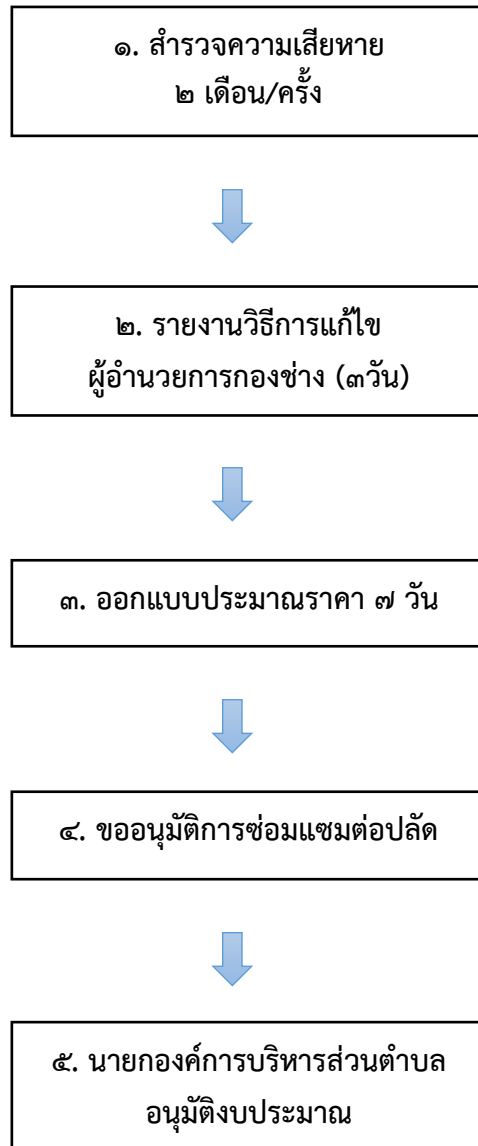 ๑. สำรวจความเสียหาย
๒ เดือน/ครั้ง
๒. รายงานวิธีการแก้ไข
ผู้อำนวยการกองช่าง (๓วัน)
๓. ออกแบบประมาณราคา ๗ วัน
๔. ขออนุมัติการซ่อมแซมต่อปลัด
๕. นายกองค์การบริหารส่วนตำบล
อนุมัติงบประมาณ